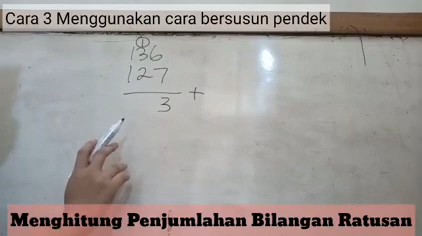 Cara 3 Menggunakan cara bersusun pendek
1
136
127
3 +
Menghitung Penjumlahan Bilangan Ratusan